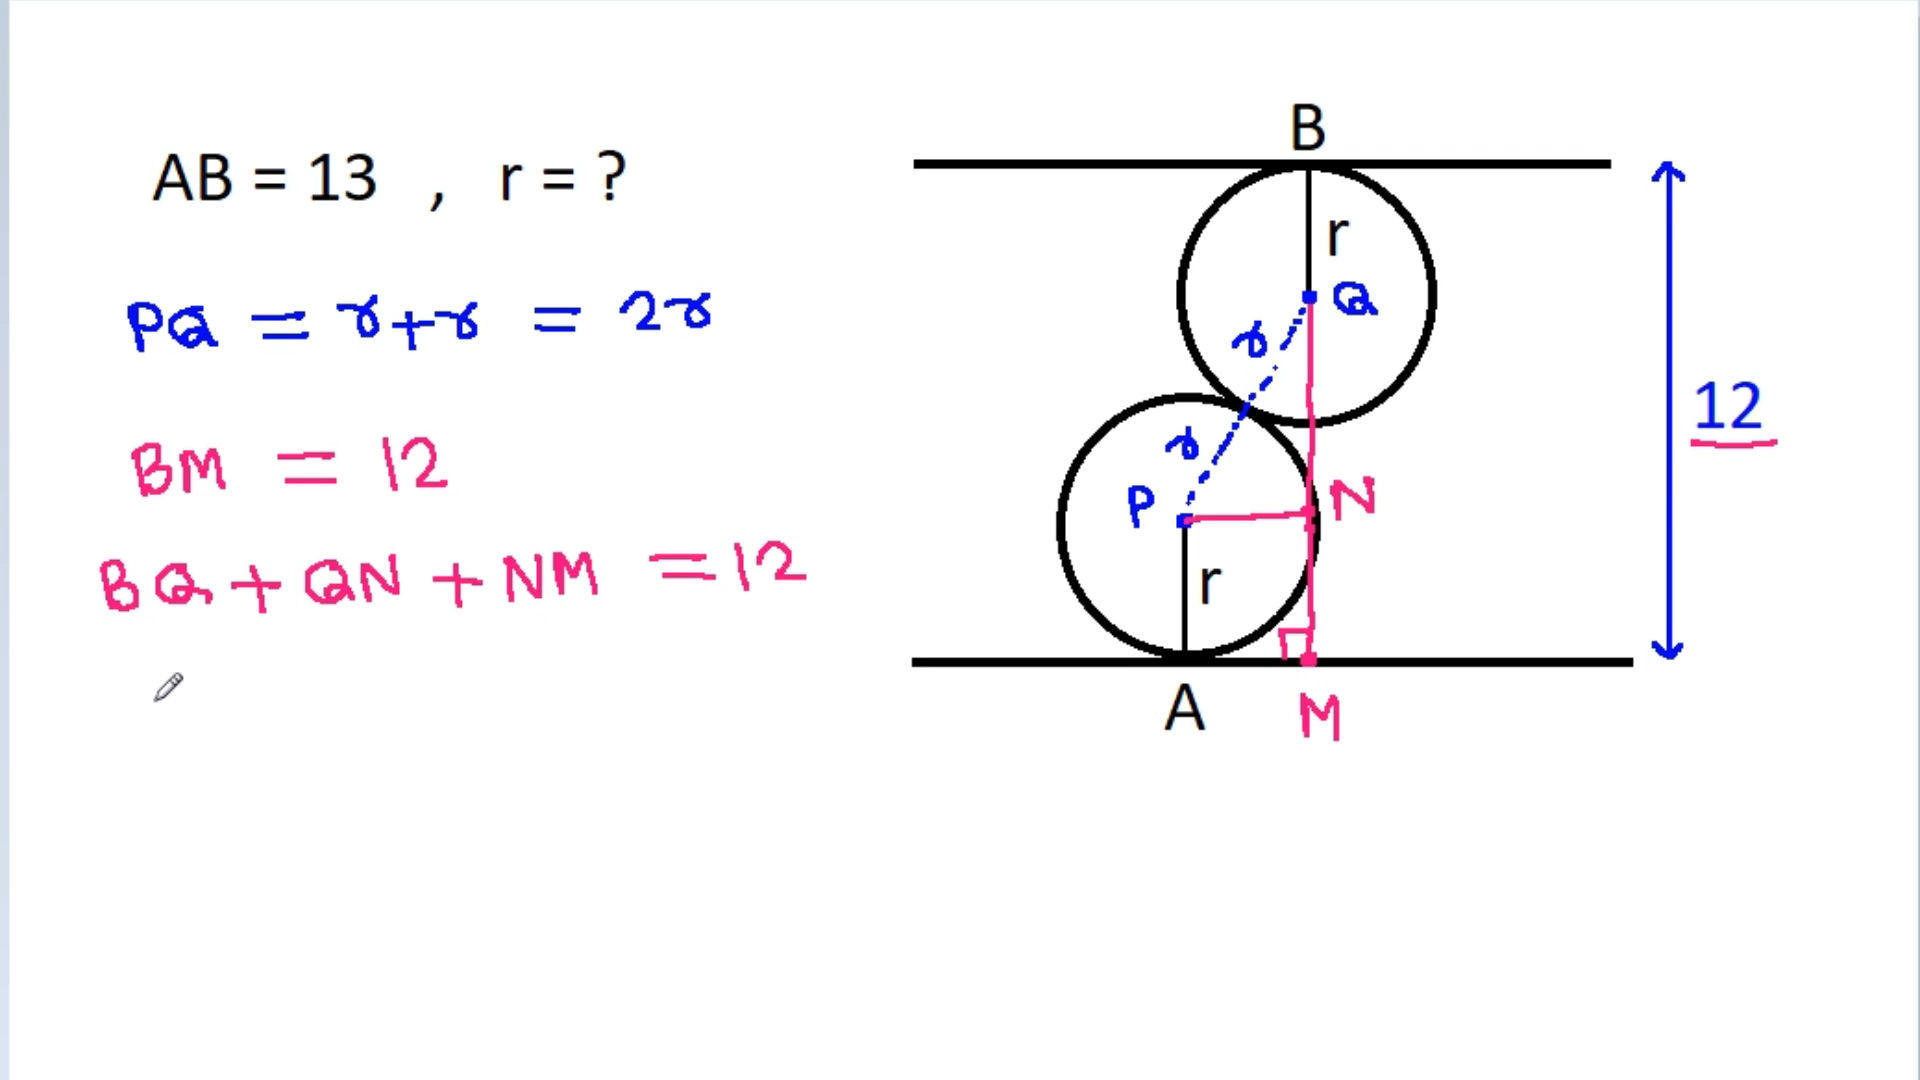 AB = 13 , r = ?
PQ = r+r = 2r
BM = 12
BQ + QN + NM = 12
B
r
Q
r
12
r
P
N
r
A
M